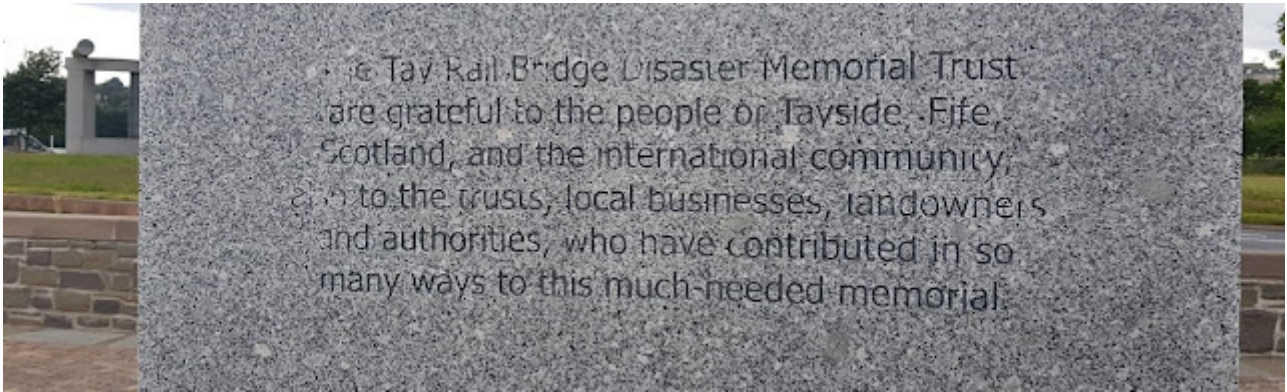 The Tay Rail Bridge Disaster Memorial Trust
are grateful to the people of Tayside, Fife,
Scotland, and the international community,
and to the trusts, local businesses, landowners
and authorities, who have contributed in so
many ways to this much-needed memorial.